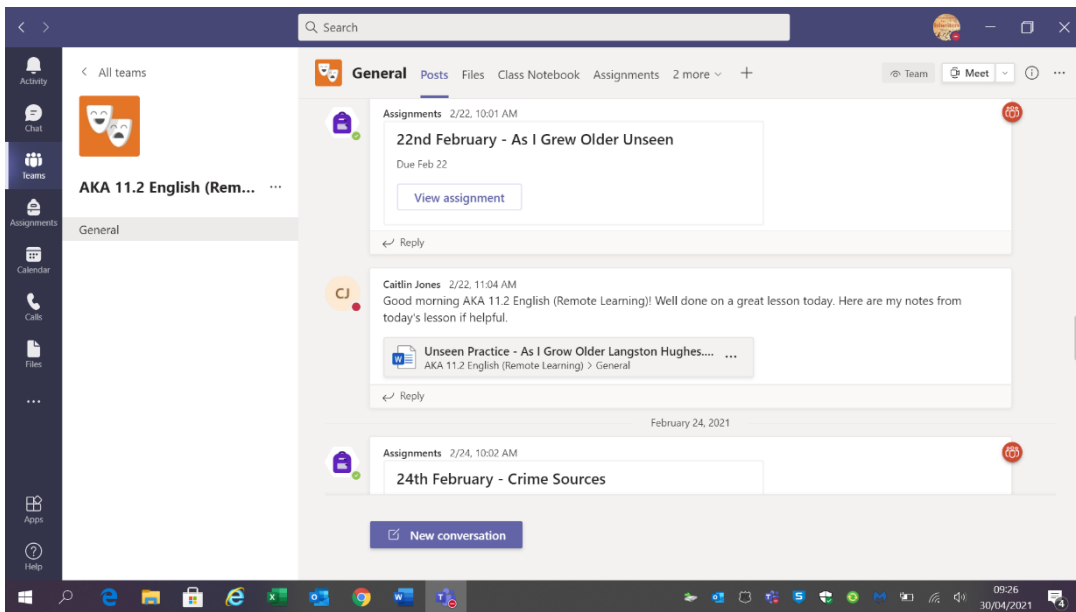 Search
Activity
Chat
Teams
Assignments
Calendar
Calls
Files
Apps
Help
All teams
AKA 11.2 English (Rem...
General
General Posts Files Class Notebook Assignments 2 more
Team
Meet
Assignments 2/22, 10:01 AM
22nd February - As I Grew Older Unseen
Due Feb 22
View assignment
Reply
CJ
Caitlin Jones 2/22, 11:04 AM
Good morning AKA 11.2 English (Remote Learning)! Well done on a great lesson today. Here are my notes from
today's lesson if helpful.
Unseen Practice - As I Grow Older Langston Hughes....
AKA 11.2 English (Remote Learning) > General
Reply
February 24, 2021
Assignments 2/24, 10:02 AM
24th February - Crime Sources
New conversation
09:26
30/04/2021
4